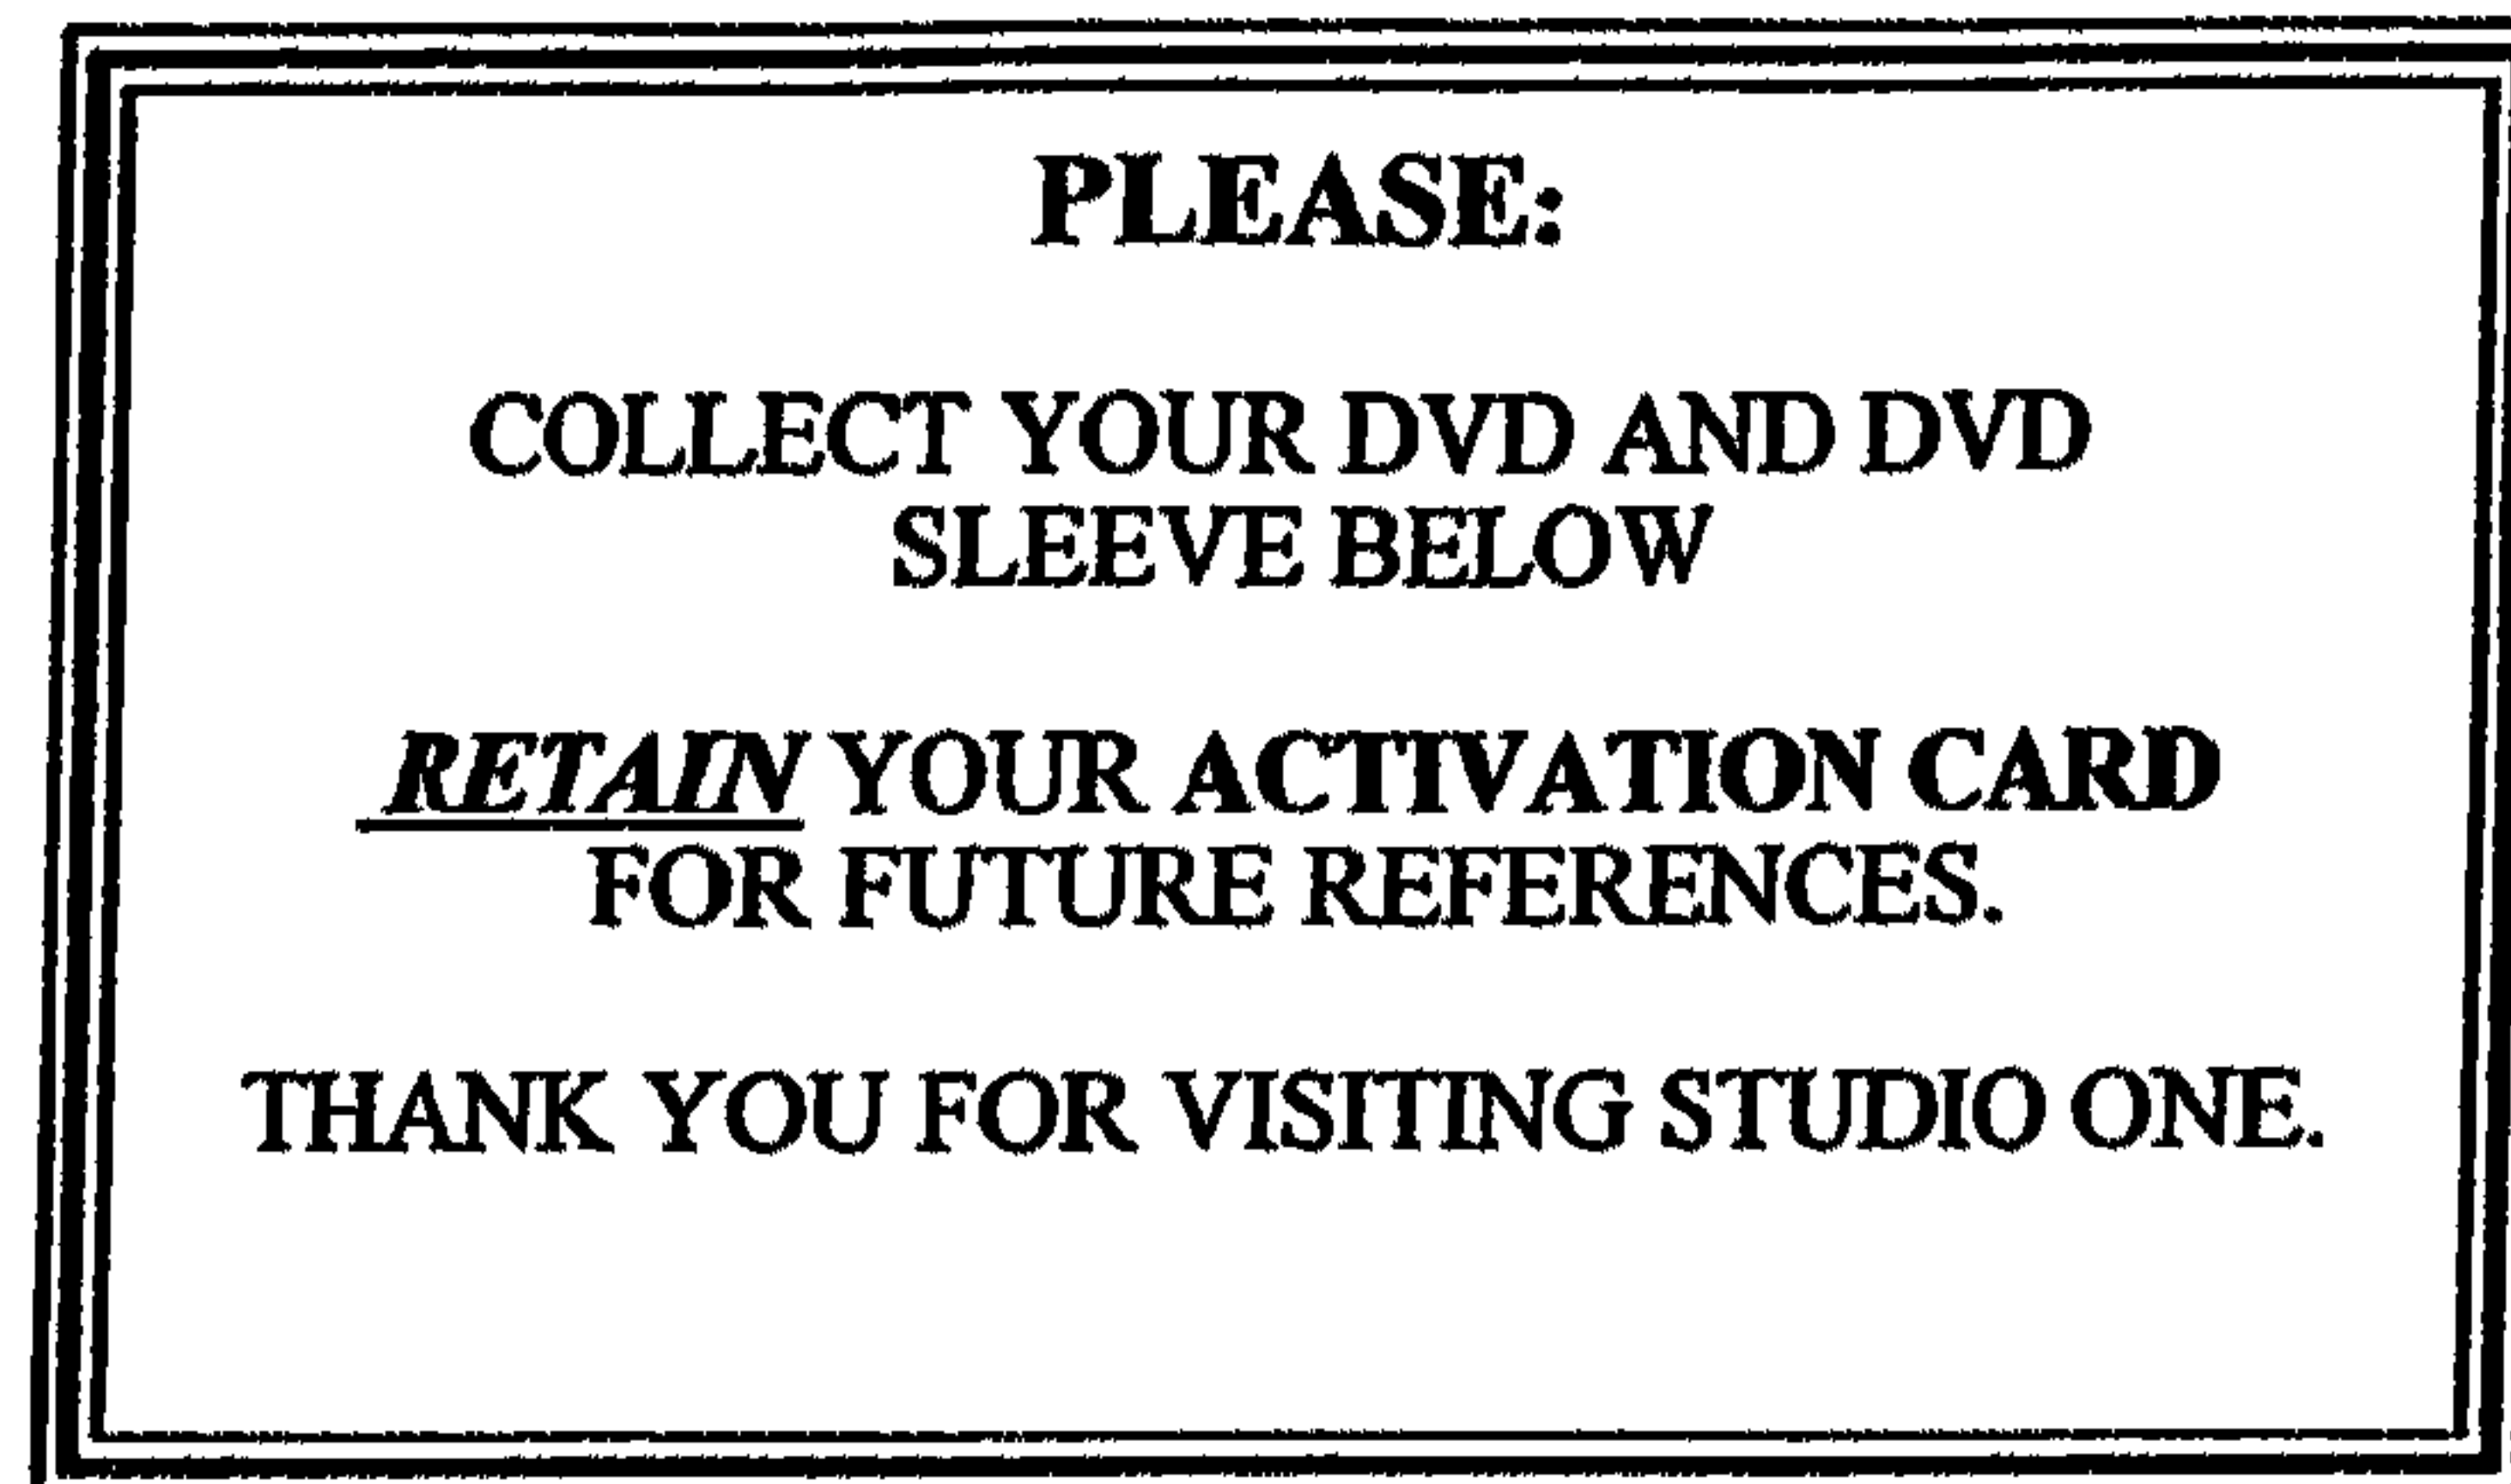 PLEASE:
COLLECT YOUR DVD AND DVD
SLEEVE BELOW
RETAIN YOUR ACTIVATION CARD
FOR FUTURE REFERENCES.
THANK YOU FOR VISITING STUDIO ONE.